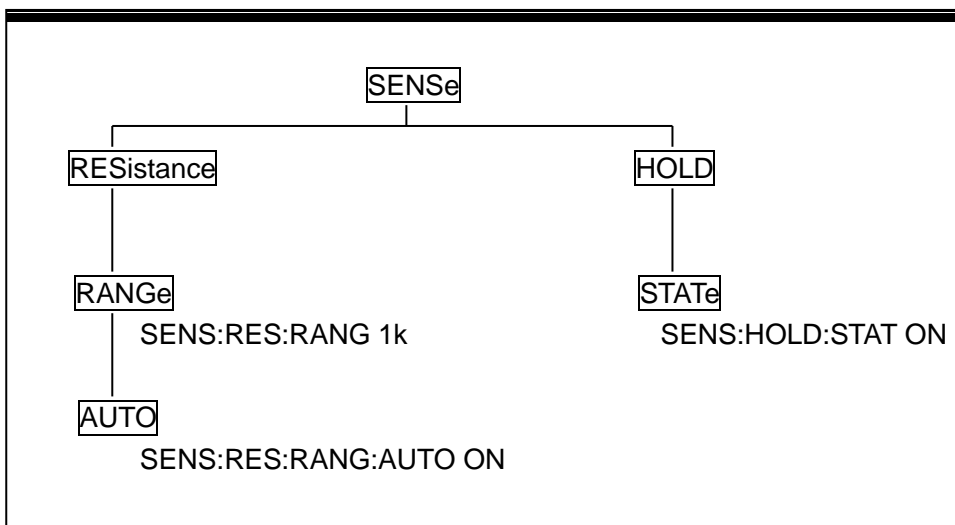 SENSe
RESistance HOLD
RANGe STATe
SENS:RES:RANG 1k SENS:HOLD:STAT ON
AUTO
SENS:RES:RANG:AUTO ON